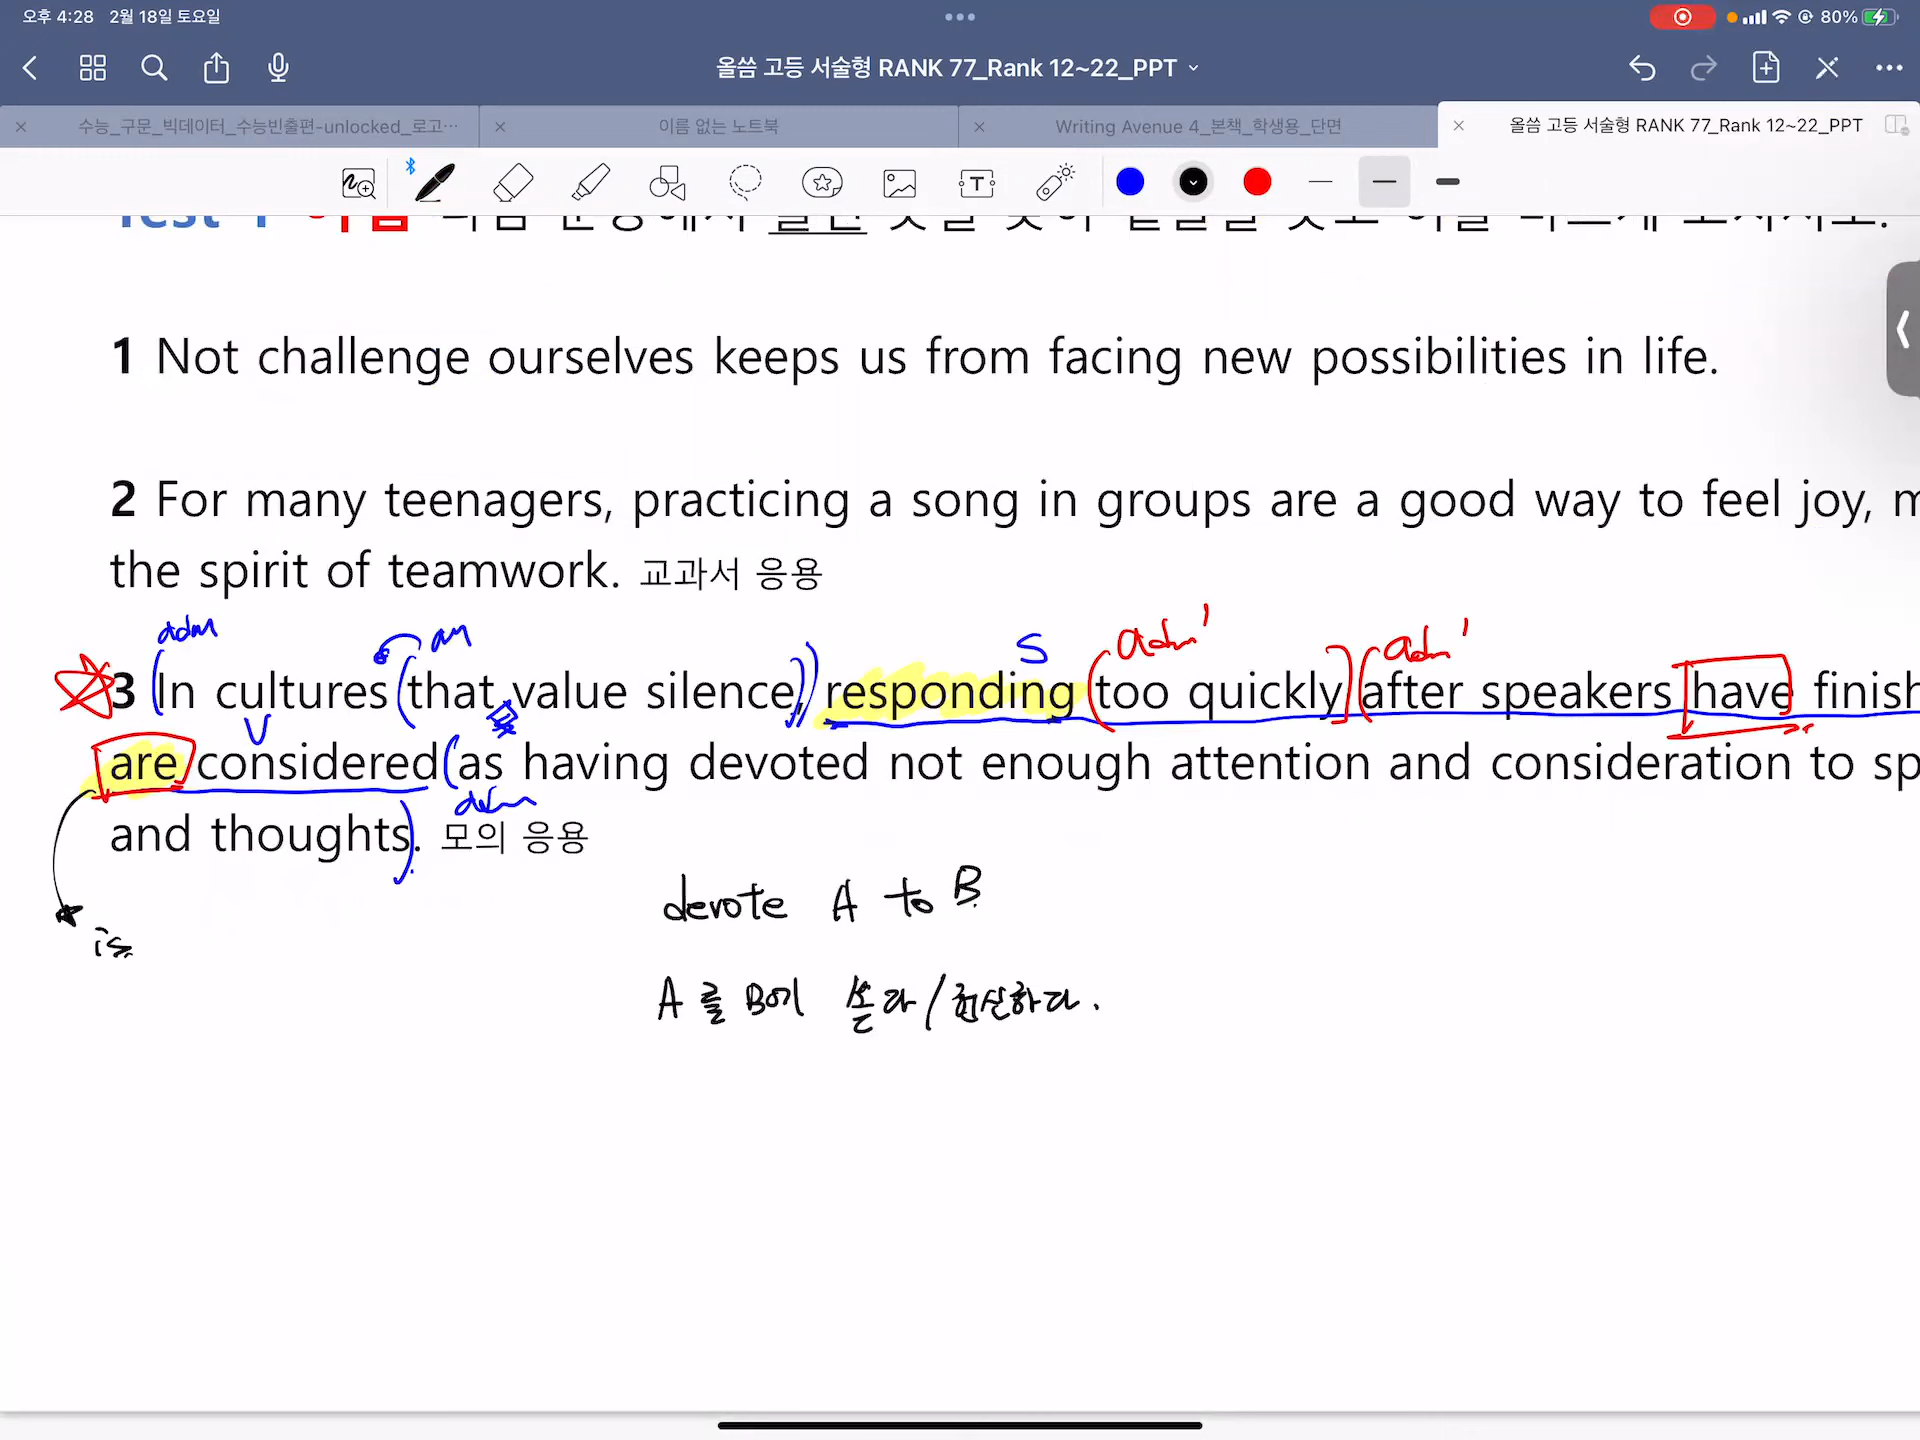 오후 4:28 2월 18일 토요일
80%
올씀 고등 서술형 RANK 77_Rank 12~22_PPT
수능_구문_빅데이터_수능빈출편-unlocked_로고…
이름 없는 노트북
Writing Avenue 4_본책_학생용_단면
올씀 고등 서술형 RANK 77_Rank 12~22_PPT
1 Not challenge ourselves keeps us from facing new possibilities in life.
2 For many teenagers, practicing a song in groups are a good way to feel joy, m
the spirit of teamwork. 교과서 응용
S
3 In cultures (that value silence,) responding (too quickly) (after speakers have finish
V
are considered (as having devoted not enough attention and consideration to sp
and thoughts). 모의 응용
is
devote A to B
A를 B에 쏟다/헌신하다.